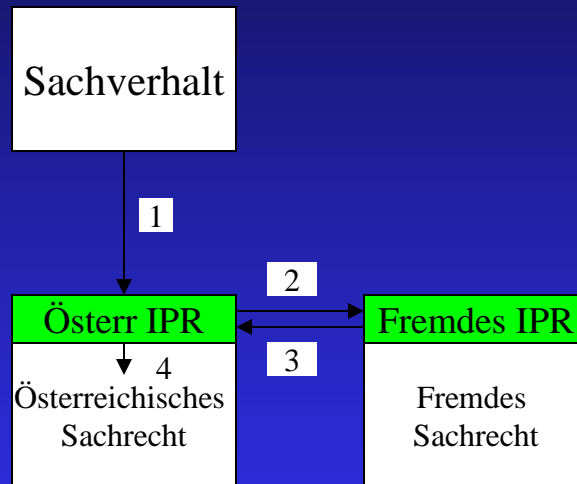 Sachverhalt
1
2
Österr IPR
Fremdes IPR
3
4
Österreichisches
Sachrecht
Fremdes
Sachrecht